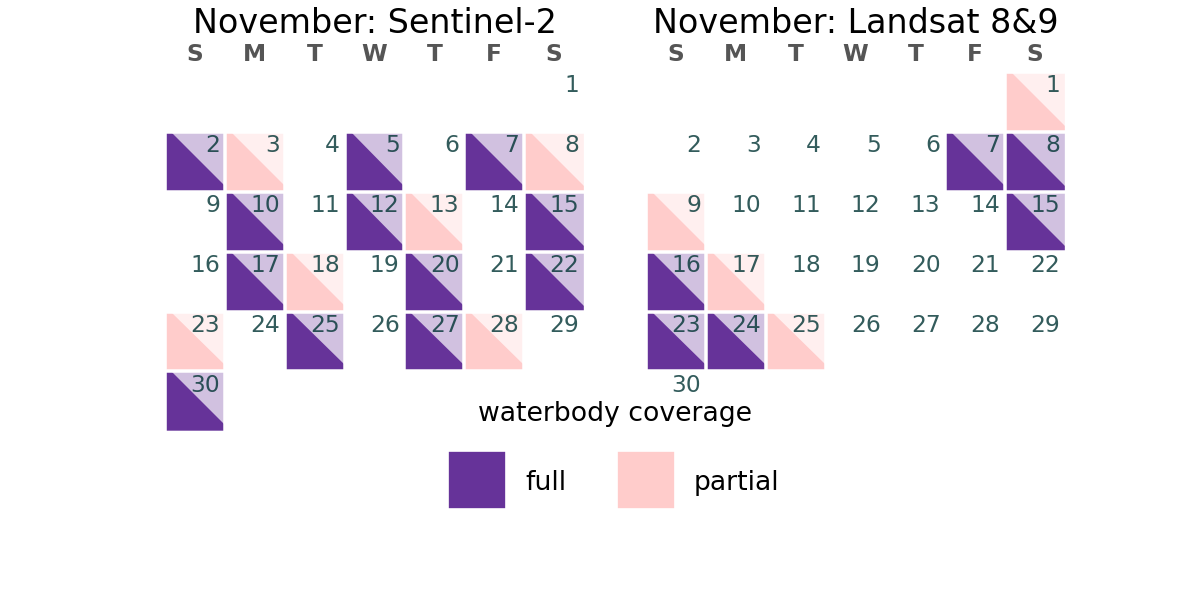 November: Sentinel-2
S M T W T F S
1
2 3 4 5 6 7 8
9 10 11 12 13 14 15
16 17 18 19 20 21 22
23 24 25 26 27 28 29
30
November: Landsat 8&9
S M T W T F S
1
2 3 4 5 6 7 8
9 10 11 12 13 14 15
16 17 18 19 20 21 22
23 24 25 26 27 28 29
30
waterbody coverage
full partial